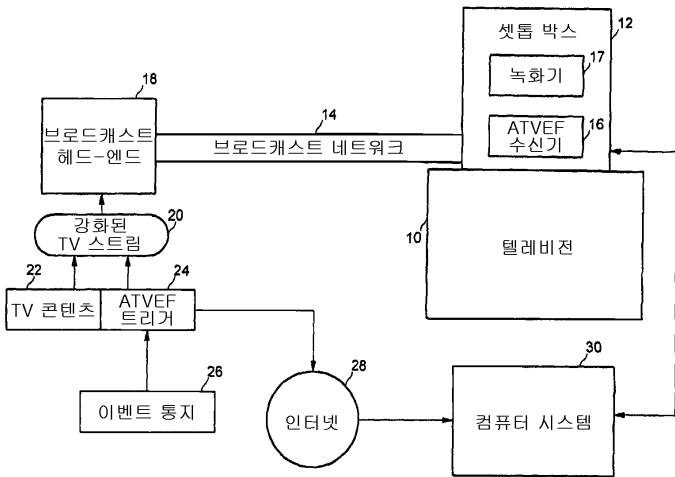 셋톱 박스
12
녹화기
17
ATVEF
수신기
16
18
브로드캐스트
헤드-엔드
14
브로드캐스트 네트워크
10
텔레비전
강화된
TV 스트림
20
22
TV 콘텐츠
24
ATVEF
트리거
26
이벤트 통지
28
인터넷
30
컴퓨터 시스템